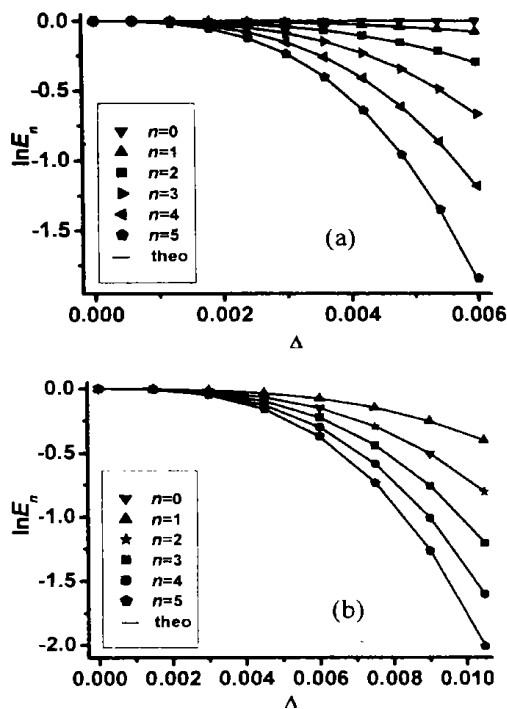 0.0
-0.5
-1.0
-1.5
lnE_n
n=0
n=1
n=2
n=3
n=4
n=5
theo
(a)
0.000 0.002 0.004 0.006
Δ
0.0
-0.5
-1.0
-1.5
-2.0
lnE_n
n=0
n=1
n=2
n=3
n=4
n=5
theo
(b)
0.000 0.002 0.004 0.006 0.008 0.010
Δ